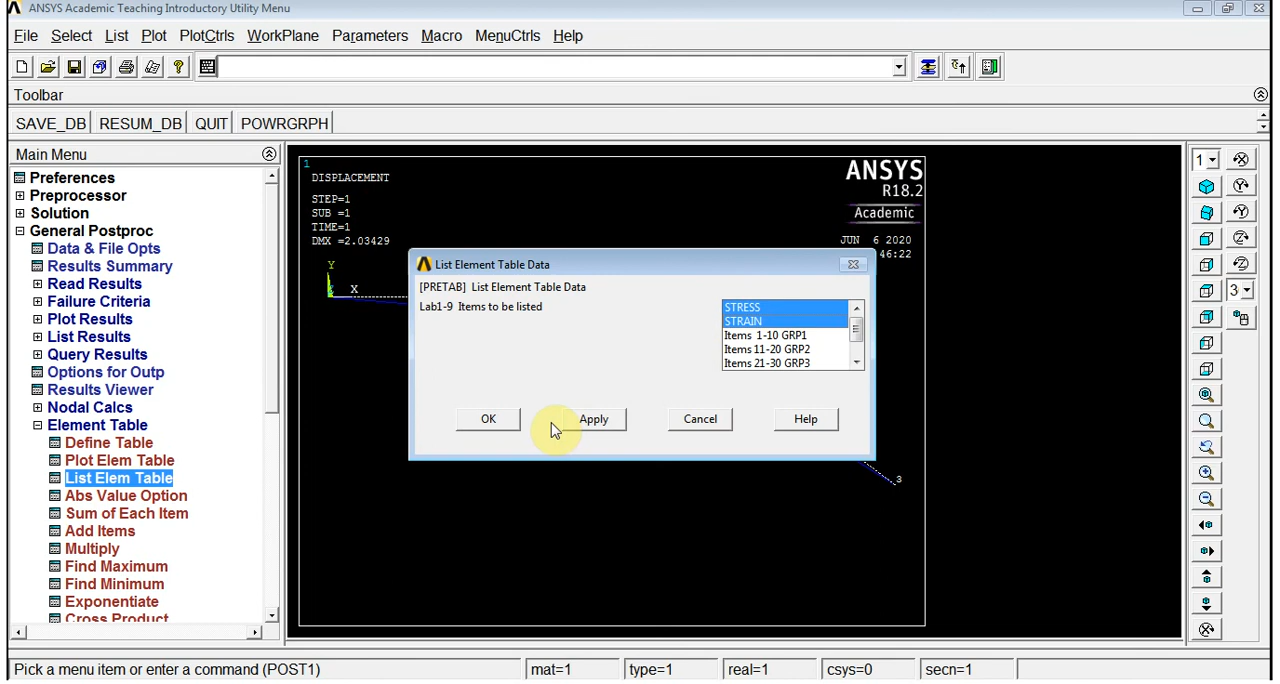 ANSYS Academic Teaching Introductory Utility Menu
File Select List Plot PlotCtrls WorkPlane Parameters Macro MenuCtrls Help
Toolbar
SAVE_DB RESUM_DB QUIT POWRGRPH
Main Menu
Preferences
Preprocessor
Solution
General Postproc
Data & File Opts
Results Summary
Read Results
Failure Criteria
Plot Results
List Results
Query Results
Options for Outp
Results Viewer
Nodal Calcs
Element Table
Define Table
Plot Elem Table
List Elem Table
Abs Value Option
Sum of Each Item
Add Items
Multiply
Find Maximum
Find Minimum
Exponentiate
Cross Product
1
DISPLACEMENT
STEP=1
SUB =1
TIME=1
DMX =2.03429
ANSYS
R18.2
Academic
JUN 6 2020
46:22
Y
X
3
List Element Table Data
[PRETAB] List Element Table Data
Lab1-9 Items to be listed
STRESS
STRAIN
Items 1-10 GRP1
Items 11-20 GRP2
Items 21-30 GRP3
OK Apply Cancel Help
1
3
Pick a menu item or enter a command (POST1)
mat=1 type=1 real=1 csys=0 secn=1